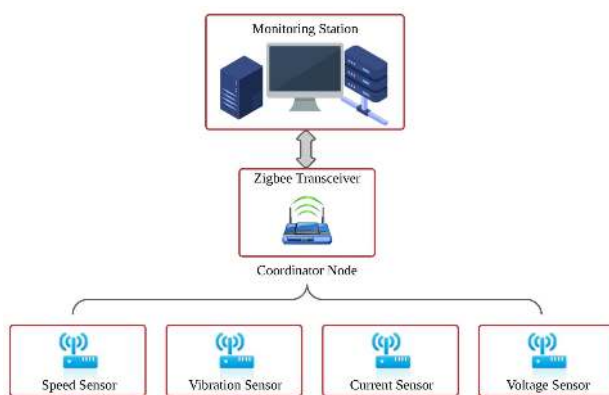 Monitoring Station
Zigbee Transceiver
Coordinator Node
Speed Sensor
Vibration Sensor
Current Sensor
Voltage Sensor